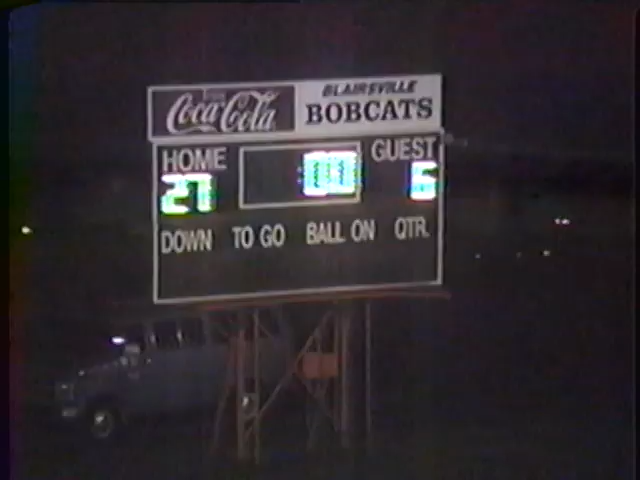 Coca-Cola
BLAIRSVILLE
BOBCATS
HOME
GUEST
27
00
6
DOWN TO GO BALL ON QTR.